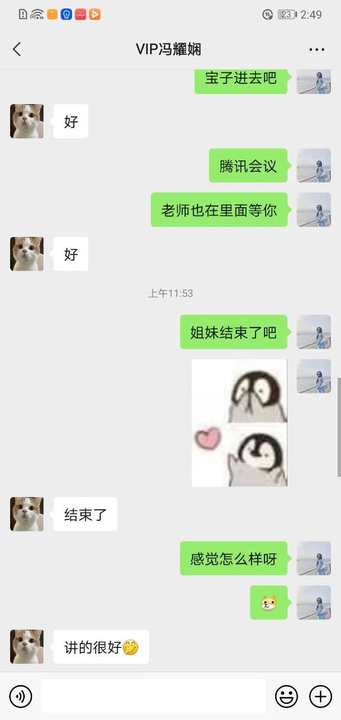 2:49
VIP冯耀娴
宝子进去吧
好
腾讯会议
老师也在里面等你
好
上午11:53
姐妹结束了吧
结束了
感觉怎么样呀
讲的很好